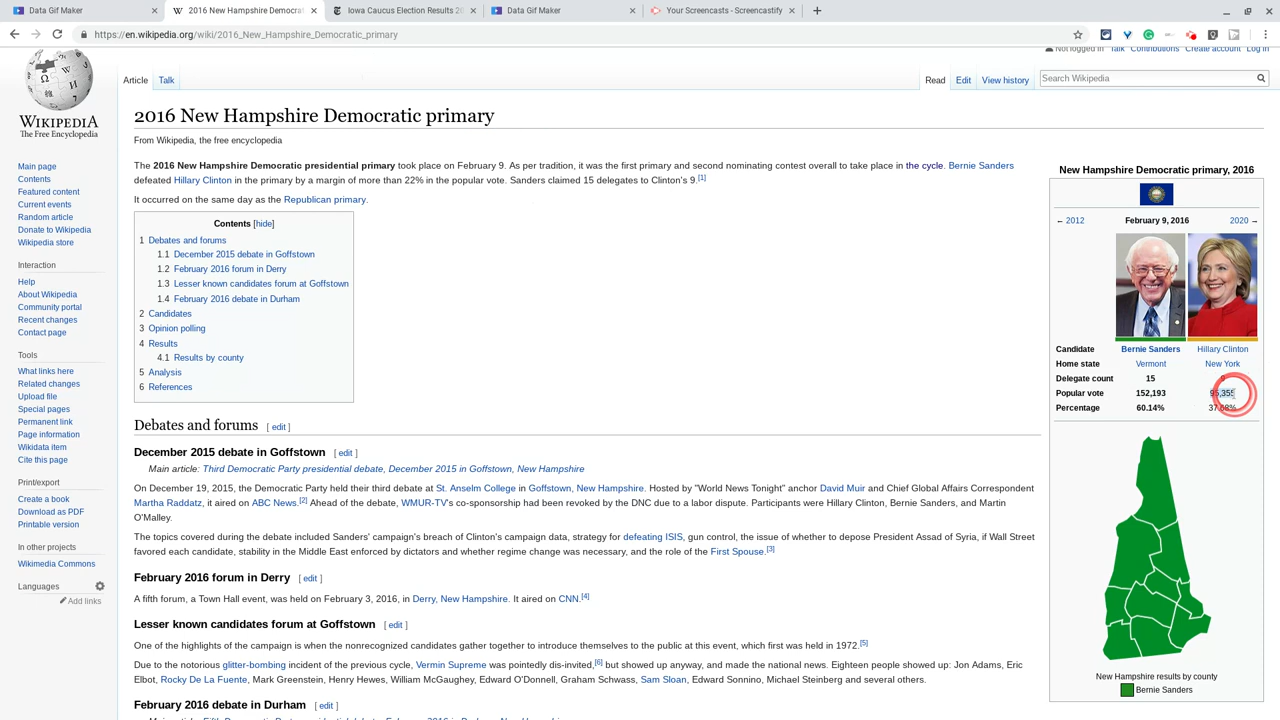 Data Gif Maker
2016 New Hampshire Democrat
Iowa Caucus Election Results 20
Data Gif Maker
Your Screencasts - Screencastify
https://en.wikipedia.org/wiki/2016_New_Hampshire_Democratic_primary
Not logged in Talk Contributions Create account Log in
WIKIPEDIA
The Free Encyclopedia
Article Talk
Read Edit View history
Search Wikipedia
Main page
Contents
Featured content
Current events
Random article
Donate to Wikipedia
Wikipedia store
Interaction
Help
About Wikipedia
Community portal
Recent changes
Contact page
Tools
What links here
Related changes
Upload file
Special pages
Permanent link
Page information
Wikidata item
Cite this page
Print/export
Create a book
Download as PDF
Printable version
In other projects
Wikimedia Commons
Languages
Add links
2016 New Hampshire Democratic primary
From Wikipedia, the free encyclopedia
The 2016 New Hampshire Democratic presidential primary took place on February 9. As per tradition, it was the first primary and second nominating contest overall to take place in the cycle. Bernie Sanders
defeated Hillary Clinton in the primary by a margin of more than 22% in the popular vote. Sanders claimed 15 delegates to Clinton's 9.[1]
It occurred on the same day as the Republican primary.
Contents [hide]
1 Debates and forums
1.1 December 2015 debate in Goffstown
1.2 February 2016 forum in Derry
1.3 Lesser known candidates forum at Goffstown
1.4 February 2016 debate in Durham
2 Candidates
3 Opinion polling
4 Results
4.1 Results by county
5 Analysis
6 References
Debates and forums [ edit ]
December 2015 debate in Goffstown [ edit ]
Main article: Third Democratic Party presidential debate, December 2015 in Goffstown, New Hampshire
On December 19, 2015, the Democratic Party held their third debate at St. Anselm College in Goffstown, New Hampshire. Hosted by "World News Tonight" anchor David Muir and Chief Global Affairs Correspondent
Martha Raddatz, it aired on ABC News.[2] Ahead of the debate, WMUR-TV's co-sponsorship had been revoked by the DNC due to a labor dispute. Participants were Hillary Clinton, Bernie Sanders, and Martin
O'Malley.
The topics covered during the debate included Sanders' campaign's breach of Clinton's campaign data, strategy for defeating ISIS, gun control, the issue of whether to depose President Assad of Syria, if Wall Street
favored each candidate, stability in the Middle East enforced by dictators and whether regime change was necessary, and the role of the First Spouse.[3]
February 2016 forum in Derry [ edit ]
A fifth forum, a Town Hall event, was held on February 3, 2016, in Derry, New Hampshire. It aired on CNN.[4]
Lesser known candidates forum at Goffstown [ edit ]
One of the highlights of the campaign is when the nonrecognized candidates gather together to introduce themselves to the public at this event, which first was held in 1972.[5]
Due to the notorious glitter-bombing incident of the previous cycle, Vermin Supreme was pointedly dis-invited,[6] but showed up anyway, and made the national news. Eighteen people showed up: Jon Adams, Eric
Elbot, Rocky De La Fuente, Mark Greenstein, Henry Hewes, William McGaughey, Edward O'Donnell, Graham Schwass, Sam Sloan, Edward Sonnino, Michael Steinberg and several others.
February 2016 debate in Durham [ edit ]
New Hampshire Democratic primary, 2016
← 2012 February 9, 2016 2020 →
Candidate Bernie Sanders Hillary Clinton
Home state Vermont New York
Delegate count 15 9
Popular vote 152,193 95,355
Percentage 60.14% 37.68%
New Hampshire results by county
Bernie Sanders